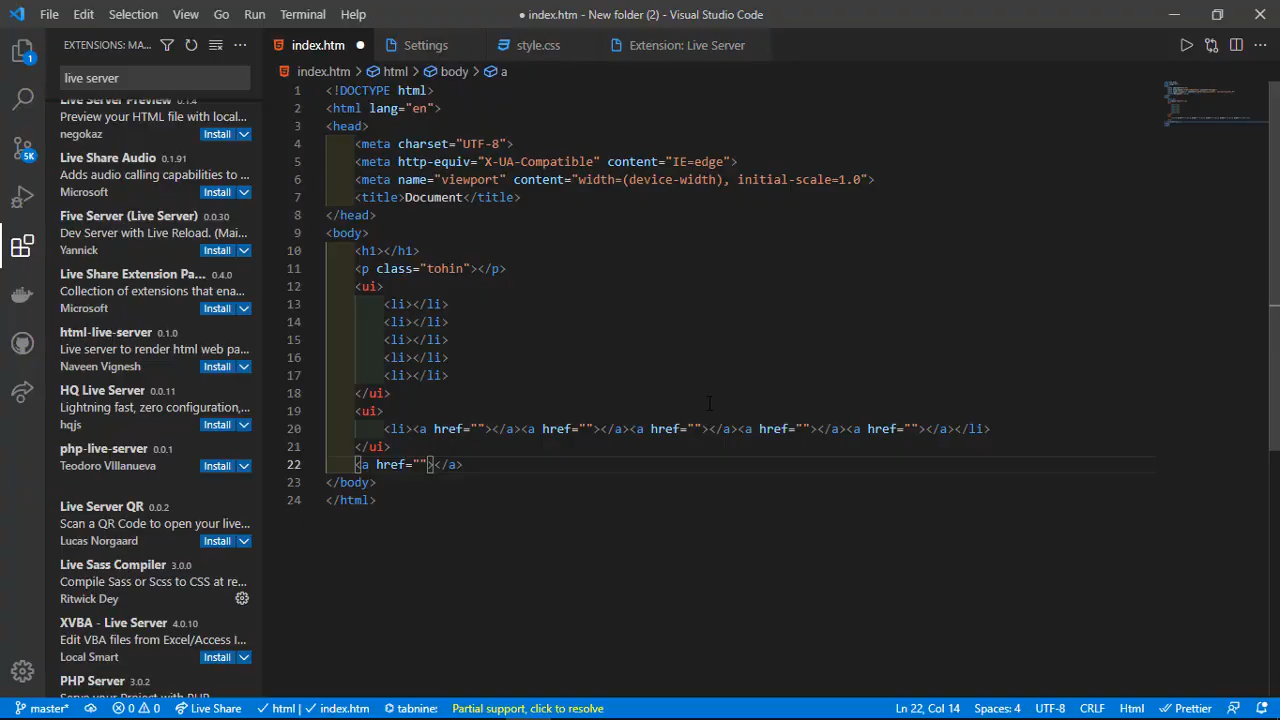 File Edit Selection View Go Run Terminal Help
● index.htm - New folder (2) - Visual Studio Code
EXTENSIONS: MA...
index.htm ●
Settings
style.css
Extension: Live Server
live server
index.htm > html > body > a
Live Server Preview 0.1.4
Preview your HTML file with local...
negokaz Install
Live Share Audio 0.1.91
Adds audio calling capabilities to ...
Microsoft Install
Five Server (Live Server) 0.0.30
Dev Server with Live Reload. (Mai...
Yannick Install
Live Share Extension Pa... 0.4.0
Collection of extensions that ena...
Microsoft Install
html-live-server 0.1.0
Live server to render html web pa...
Naveen Vignesh Install
HQ Live Server 0.0.11
Lightning fast, zero configuration,...
hqjs Install
php-live-server 0.0.8
Teodoro VIllanueva Install
Live Server QR 0.0.2
Scan a QR Code to open your live...
Lucas Norgaard Install
Live Sass Compiler 3.0.0
Compile Sass or Scss to CSS at re...
Ritwick Dey
XVBA - Live Server 4.0.10
Edit VBA files from Excel/Access I...
Local Smart Install
PHP Server 3.0.2
Serve your Project with PHP
1
5K
1 <!DOCTYPE html>
2 <html lang="en">
3 <head>
4 <meta charset="UTF-8">
5 <meta http-equiv="X-UA-Compatible" content="IE=edge">
6 <meta name="viewport" content="width=(device-width), initial-scale=1.0">
7 <title>Document</title>
8 </head>
9 <body>
10 <h1></h1>
11 <p class="tohin"></p>
12 <ui>
13 <li></li>
14 <li></li>
15 <li></li>
16 <li></li>
17 <li></li>
18 </ui>
19 <ui>
20 <li><a href=""></a><a href=""></a><a href=""></a><a href=""></a><a href=""></a></li>
21 </ui>
22 <a href=""></a>
23 </body>
24 </html>
master* 0 0 Live Share html | index.htm tabnine: Partial support, click to resolve Ln 22, Col 14 Spaces: 4 UTF-8 CRLF Html Prettier